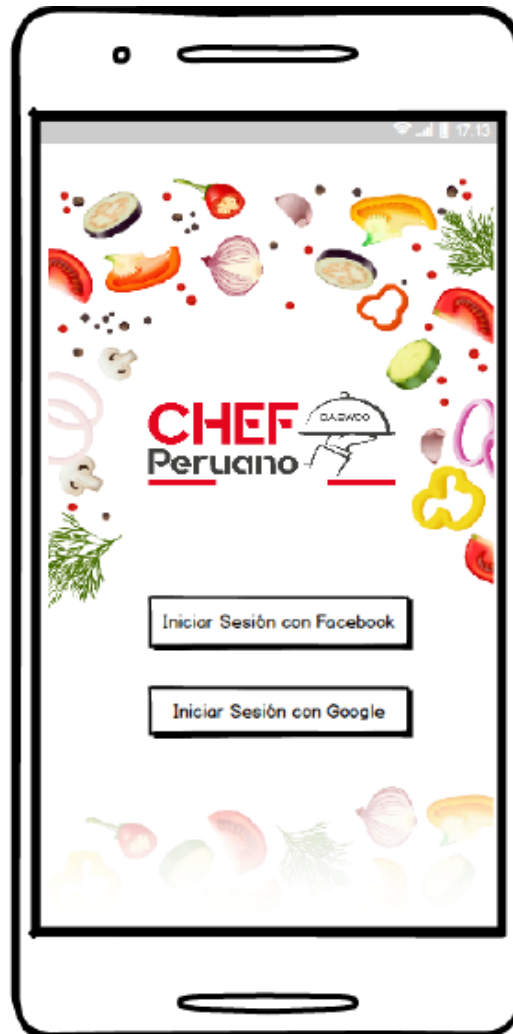 17:13
CHEF
DAEWOO
Peruano
Iniciar Sesión con Facebook
Iniciar Sesión con Google